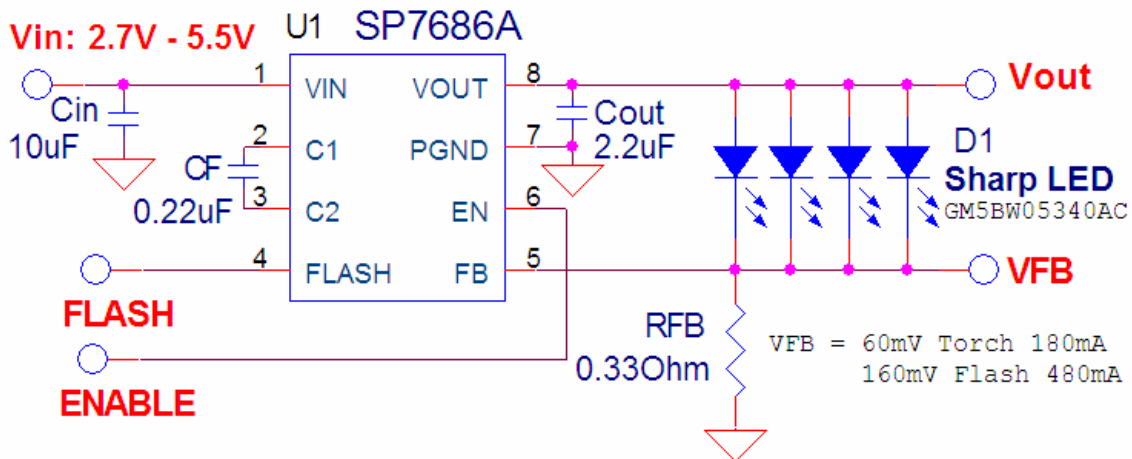 Vin: 2.7V - 5.5V
U1 SP7686A
Cin
10uF
1
VIN
VOUT
8
Vout
Cout
2.2uF
2
C1
PGND
7
CF
0.22uF
3
C2
EN
6
D1
Sharp LED
GM5BW05340AC
4
FLASH
FB
5
VFB
FLASH
ENABLE
RFB
0.33Ohm
VFB = 60mV Torch 180mA
160mV Flash 480mA